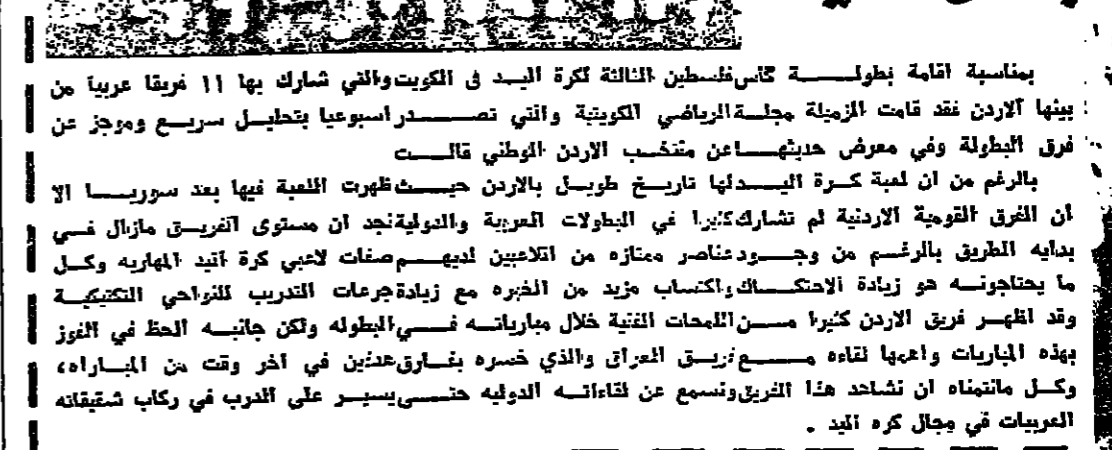 بمناسبة اقامة بطولة كاس فلسطين الثالثة لكرة اليد فى الكويت والتي شارك بها ١١ فريقا عربيا من
بينها الاردن فقد قامت الزميلة مجلة الرياضي الكويتية والتي تصدر اسبوعيا بتحليل سريع وموجز عن
فرق البطولة وفي معرض حديثها عن منتخب الاردن الوطني قالت
بالرغم من ان لعبة كرة اليد لها تاريخ طويل بالاردن حيث ظهرت اللعبة فيها بعد سوريا الا
أن الفرق القومية الاردنية لم تشارك كثيرا في البطولات العربية والدولية نجد ان مستوى الفريق مازال في
بدايه الطريق بالرغم من وجود عناصر ممتازه من اللاعبين لديهم صفات لاعبي كرة اليد المهاريه وكل
ما يحتاجونه هو زيادة الاحتكاك واكتساب مزيد من الخبره مع زيادة جرعات التدريب للنواحي التكتيكية
وقد اظهر فريق الاردن كثيرا من اللمحات الفنية خلال مبارياته في البطوله ولكن جانبه الحظ في الفوز
بهذه المباريات واهمها لقاءه مع فريق العراق والذي خسره بفارق هدفين في آخر وقت من المباراه،
وكل مانتمناه ان نشاهد هذا الفريق ونسمع عن لقاءاته الدوليه حتى يسير على الدرب في ركاب شقيقاته
العربيات في مجال كره اليد .